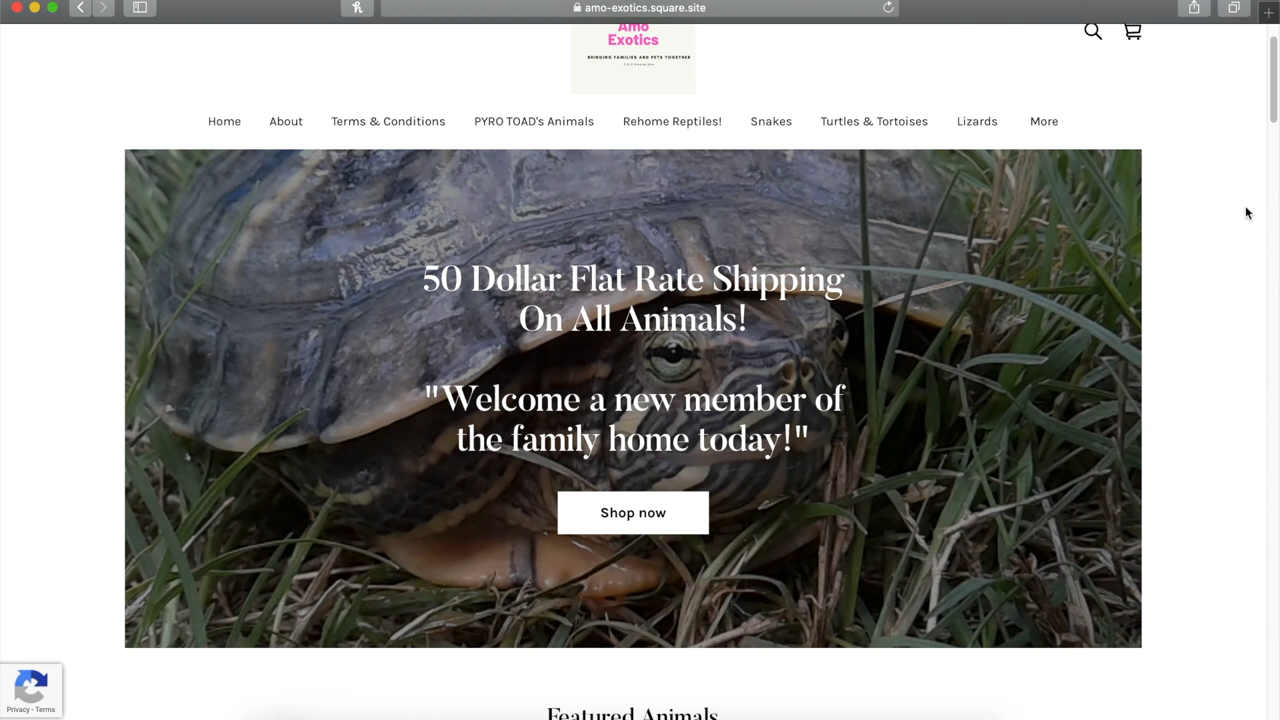 amo-exotics.square.site
Amo
Exotics
BRINGING FAMILIES AND PETS TOGETHER
Home About Terms & Conditions PYRO TOAD's Animals Rehome Reptiles! Snakes Turtles & Tortoises Lizards More
50 Dollar Flat Rate Shipping
On All Animals!
"Welcome a new member of
the family home today!"
Shop now
Privacy - Terms
Featured Animals